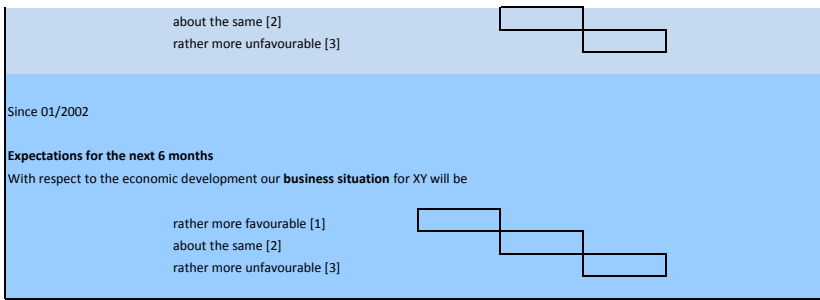 about the same [2]
rather more unfavourable [3]
Since 01/2002
Expectations for the next 6 months
With respect to the economic development our business situation for XY will be
rather more favourable [1]
about the same [2]
rather more unfavourable [3]